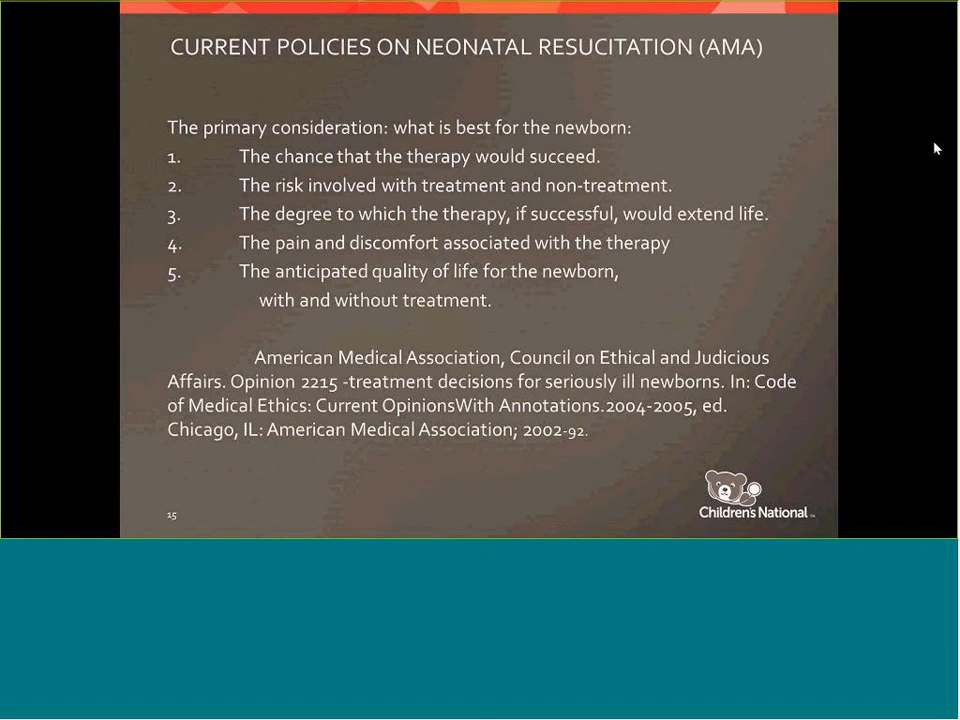 CURRENT POLICIES ON NEONATAL RESUCITATION (AMA)
The primary consideration: what is best for the newborn:
1. The chance that the therapy would succeed.
2. The risk involved with treatment and non-treatment.
3. The degree to which the therapy, if successful, would extend life.
4. The pain and discomfort associated with the therapy
5. The anticipated quality of life for the newborn,
with and without treatment.
American Medical Association, Council on Ethical and Judicious
Affairs. Opinion 2215 -treatment decisions for seriously ill newborns. In: Code
of Medical Ethics: Current OpinionsWith Annotations.2004-2005, ed.
Chicago, IL: American Medical Association; 2002-92.
Children's National
15